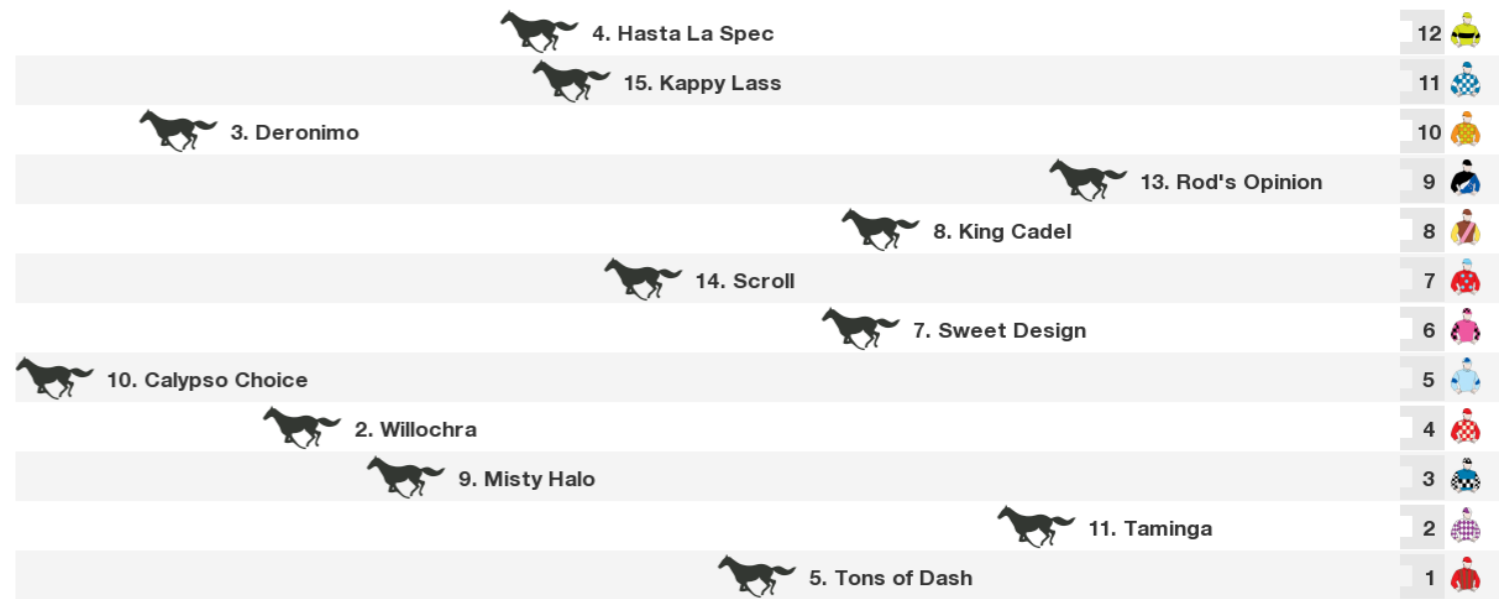 4. Hasta La Spec 12
15. Kappy Lass 11
3. Deronimo 10
13. Rod's Opinion 9
8. King Cadel 8
14. Scroll 7
7. Sweet Design 6
10. Calypso Choice 5
2. Willochra 4
9. Misty Halo 3
11. Taminga 2
5. Tons of Dash 1